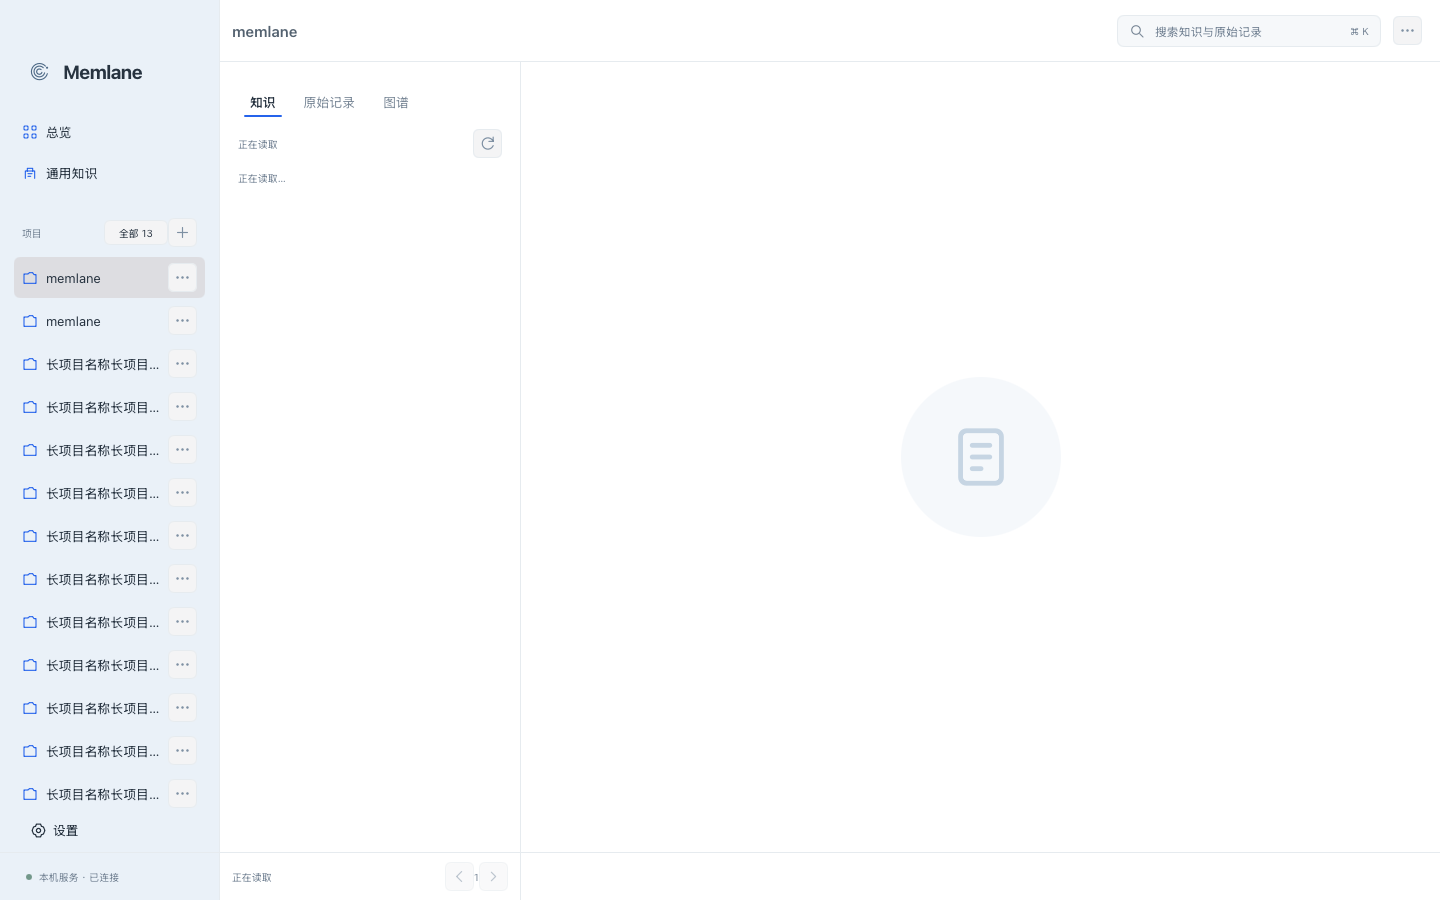 memlane
搜索知识与原始记录
⌘ K
Memlane
总览
通用知识
项目
全部 13
memlane
memlane
长项目名称长项目...
长项目名称长项目...
长项目名称长项目...
长项目名称长项目...
长项目名称长项目...
长项目名称长项目...
长项目名称长项目...
长项目名称长项目...
长项目名称长项目...
长项目名称长项目...
长项目名称长项目...
设置
本机服务 · 已连接
知识
原始记录
图谱
正在读取
正在读取...
正在读取
1